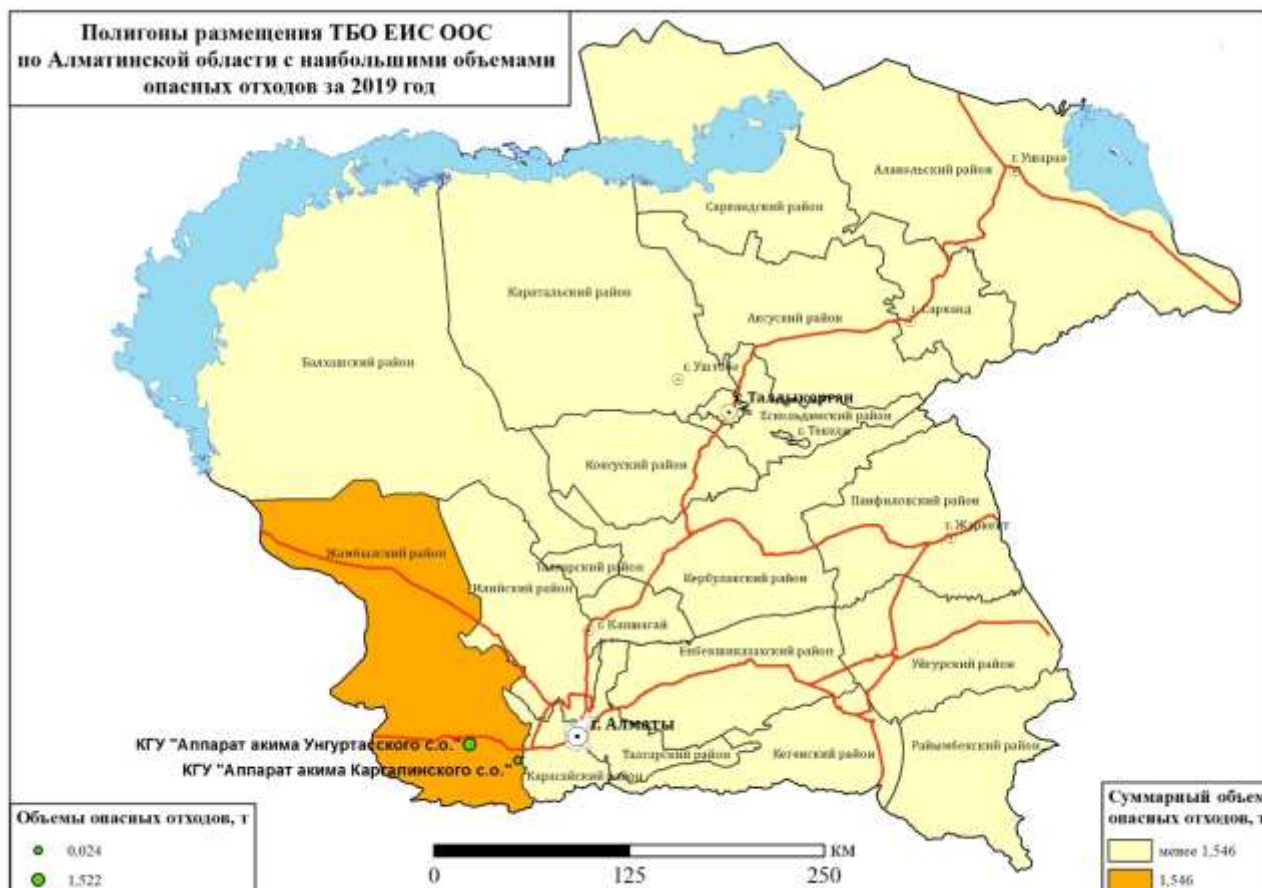 Полигоны размещения ТБО ЕИС ООС
по Алматинской области с наибольшими объемами
опасных отходов за 2019 год
Алакольский район
г. Ушарал
Саркандский район
Каратальский район
Аксуский район
г. Сарканд
Балхашский район
г. Уштобе
г. Талдыкорган
Ескельдинский район
г. Текели
Коксуский район
Панфиловский район
г. Жаркент
Жамбылский район
Талгарский район
Илийский район
Кербулакский район
г. Капшагай
Енбекшиказахский район
Уйгурский район
г. Алматы
Райымбекский район
КГУ "Аппарат акима Унгуртасского с.о."
Талгарский район
Кегенский район
КГУ "Аппарат акима Каргалинского с.о."
Карасайский район
Объемы опасных отходов, т
0,024
1,522
КМ
0
125
250
Суммарный объем
опасных отходов, т
менее 1,546
1,546